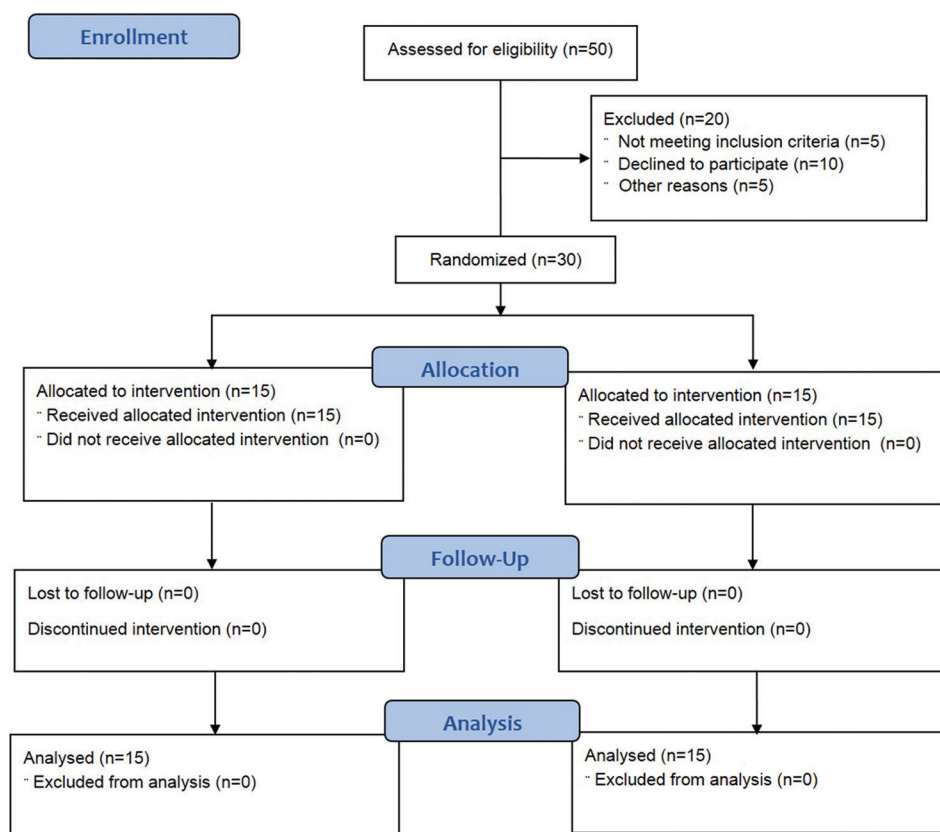 Enrollment
Assessed for eligibility (n=50)
Excluded (n=20)
¨ Not meeting inclusion criteria (n=5)
¨ Declined to participate (n=10)
¨ Other reasons (n=5)
Randomized (n=30)
Allocation
Allocated to intervention (n=15)
¨ Received allocated intervention (n=15)
¨ Did not receive allocated intervention (n=0)
Allocated to intervention (n=15)
¨ Received allocated intervention (n=15)
¨ Did not receive allocated intervention (n=0)
Follow-Up
Lost to follow-up (n=0)
Discontinued intervention (n=0)
Lost to follow-up (n=0)
Discontinued intervention (n=0)
Analysis
Analysed (n=15)
¨ Excluded from analysis (n=0)
Analysed (n=15)
¨ Excluded from analysis (n=0)